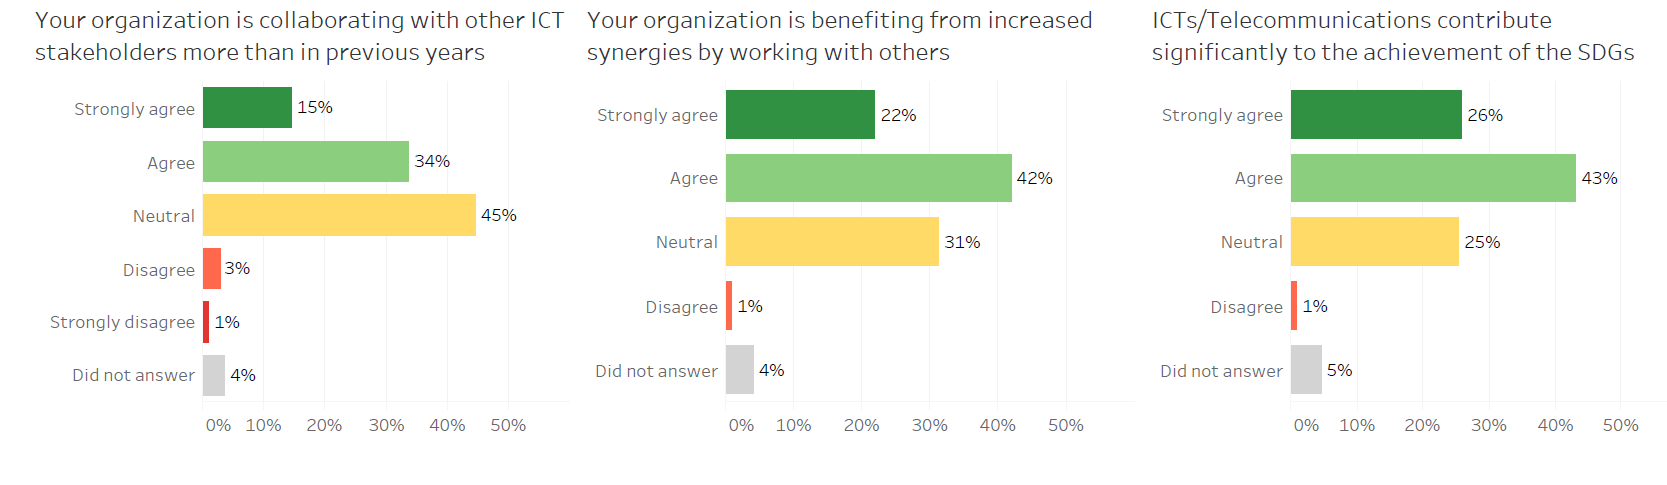 Your organization is collaborating with other ICT
stakeholders more than in previous years
Strongly agree 15%
Agree 34%
Neutral 45%
Disagree 3%
Strongly disagree 1%
Did not answer 4%
0% 10% 20% 30% 40% 50%
Your organization is benefiting from increased
synergies by working with others
Strongly agree 22%
Agree 42%
Neutral 31%
Disagree 1%
Did not answer 4%
0% 10% 20% 30% 40% 50%
ICTs/Telecommunications contribute
significantly to the achievement of the SDGs
Strongly agree 26%
Agree 43%
Neutral 25%
Disagree 1%
Did not answer 5%
0% 10% 20% 30% 40% 50%